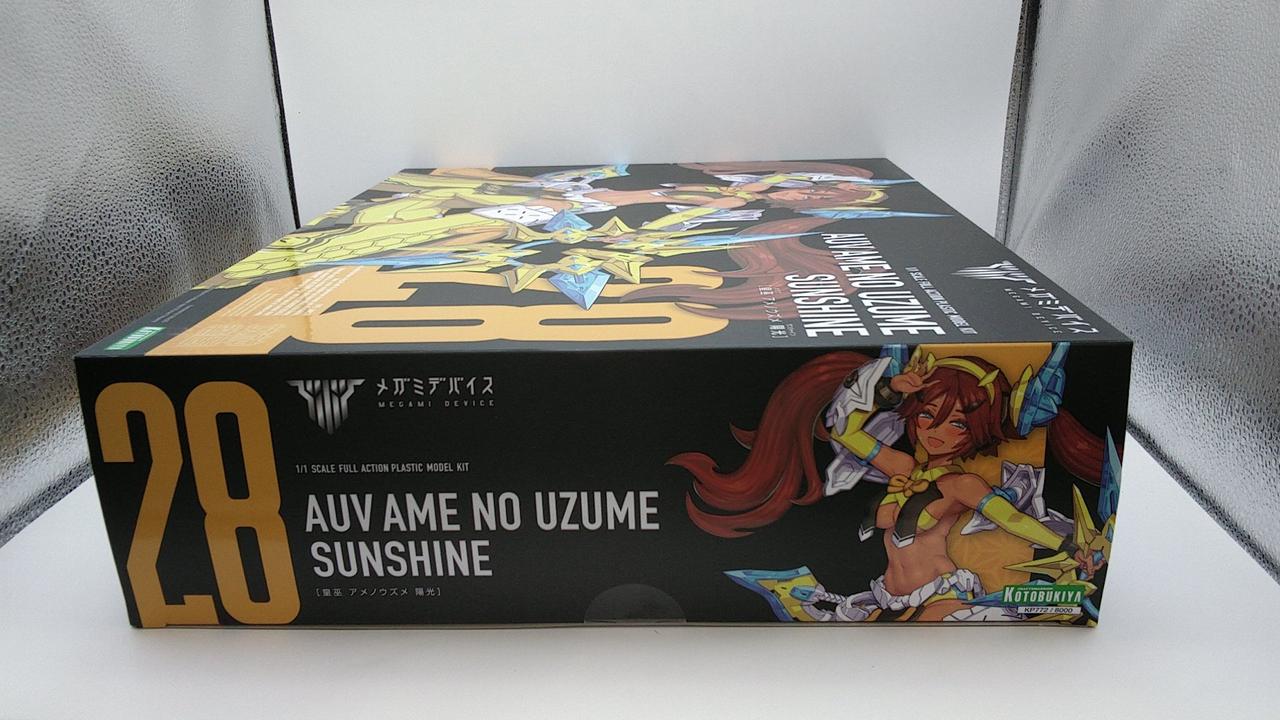 AUV AME NO UZUME
SUNSHINE
メガミデバイス
MEGAMI DEVICE
28
メガミデバイス
MEGAMI DEVICE
1/1 SCALE FULL ACTION PLASTIC MODEL KIT
AUV AME NO UZUME
SUNSHINE
[皇巫 アメノウズメ 陽光]
KOTOBUKIYA
KP772 / 8000